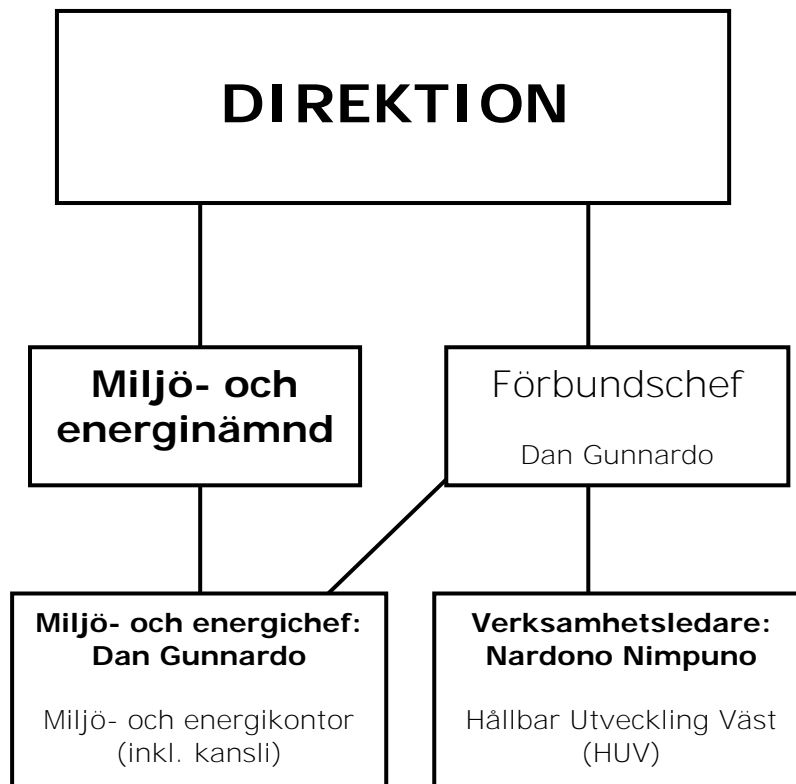 DIREKTION
Miljö- och
energinämnd
Förbundschef
Dan Gunnardo
Miljö- och energichef:
Dan Gunnardo
Miljö- och energikontor
(inkl. kansli)
Verksamhetsledare:
Nardono Nimpuno
Hållbar Utveckling Väst
(HUV)